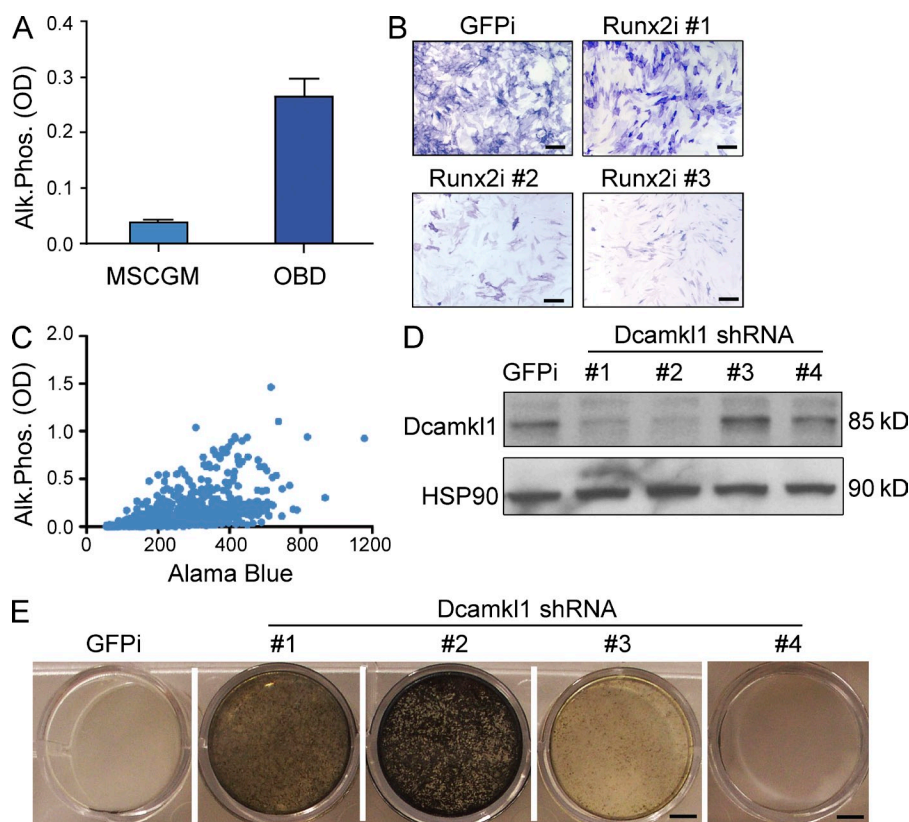 A
Alk.Phos. (OD)
0.4
0.3
0.2
0.1
0.0
MSCGM OBD
B
GFPi Runx2i #1
Runx2i #2 Runx2i #3
C
Alk.Phos. (OD)
2.0
1.5
1.0
0.5
0.0
0 200 400 800 1200
Alama Blue
D
Dcamkl1 shRNA
GFPi #1 #2 #3 #4
Dcamkl1 85 kD
HSP90 90 kD
E
Dcamkl1 shRNA
GFPi #1 #2 #3 #4